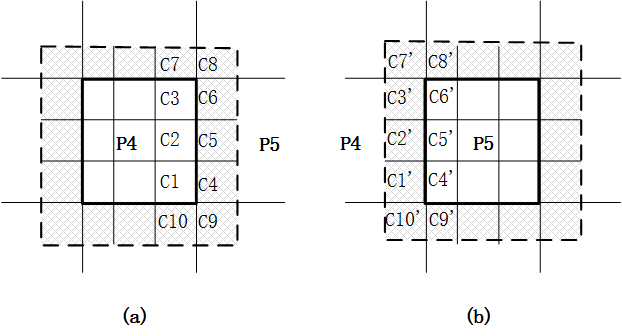 C7 C8 C7' C8'
C3 C6 C3' C6'
P4 C2 C5 P5 P4 C2' C5' P5
C1 C4 C1' C4'
C10 C9 C10' C9'
(a) (b)